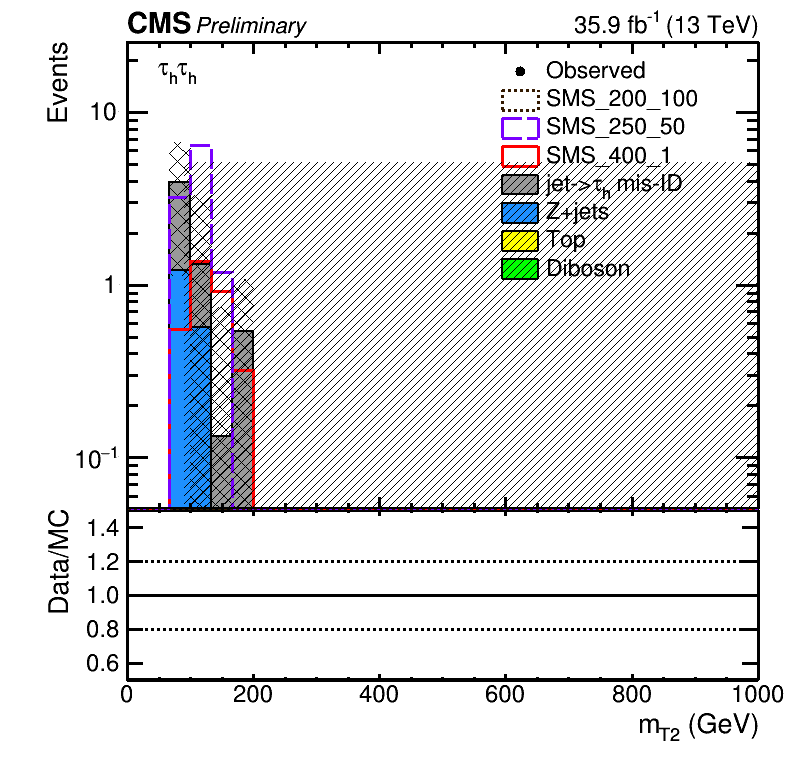 CMS Preliminary 35.9 fb⁻¹ (13 TeV)
Events
τhτh
Observed
SMS_200_100
SMS_250_50
SMS_400_1
jet->τh mis-ID
Z+jets
Top
Diboson
10
1
10⁻¹
Data/MC
1.4
1.2
1.0
0.8
0.6
0 200 400 600 800 1000
mT2 (GeV)